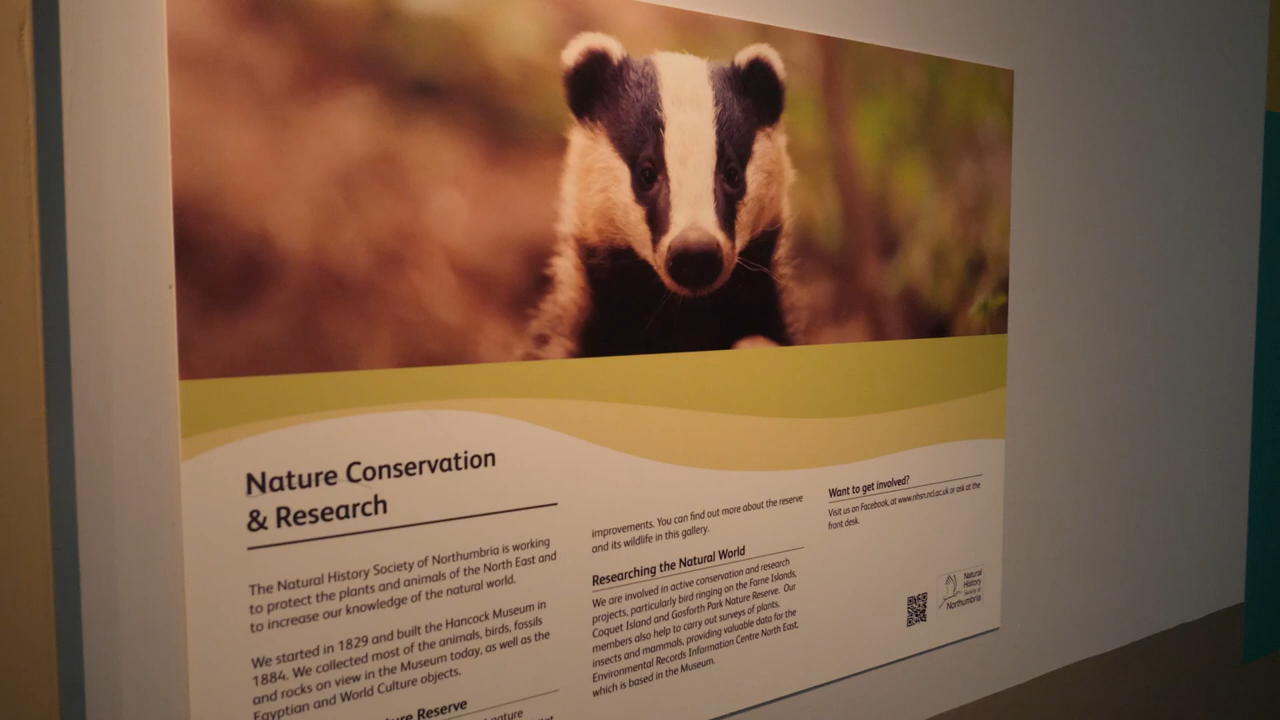 Nature Conservation
& Research
The Natural History Society of Northumbria is working
to protect the plants and animals of the North East and
to increase our knowledge of the natural world.
We started in 1829 and built the Hancock Museum in
1884. We collected most of the animals, birds, fossils
and rocks on view in the Museum today, as well as the
Egyptian and World Culture objects.
Reserve
nature
improvements. You can find out more about the reserve
and its wildlife in this gallery.
Researching the Natural World
We are involved in active conservation and research
projects, particularly bird ringing on the Farne Islands,
Coquet Island and Gosforth Park Nature Reserve. Our
members also help to carry out surveys of plants,
insects and mammals, providing valuable data for the
Environmental Records Information Centre North East,
which is based in the Museum.
Want to get involved?
Visit us on Facebook, at www.nhsn.ncl.ac.uk or ask at the
front desk.
Natural
History
Society of
Northumbria